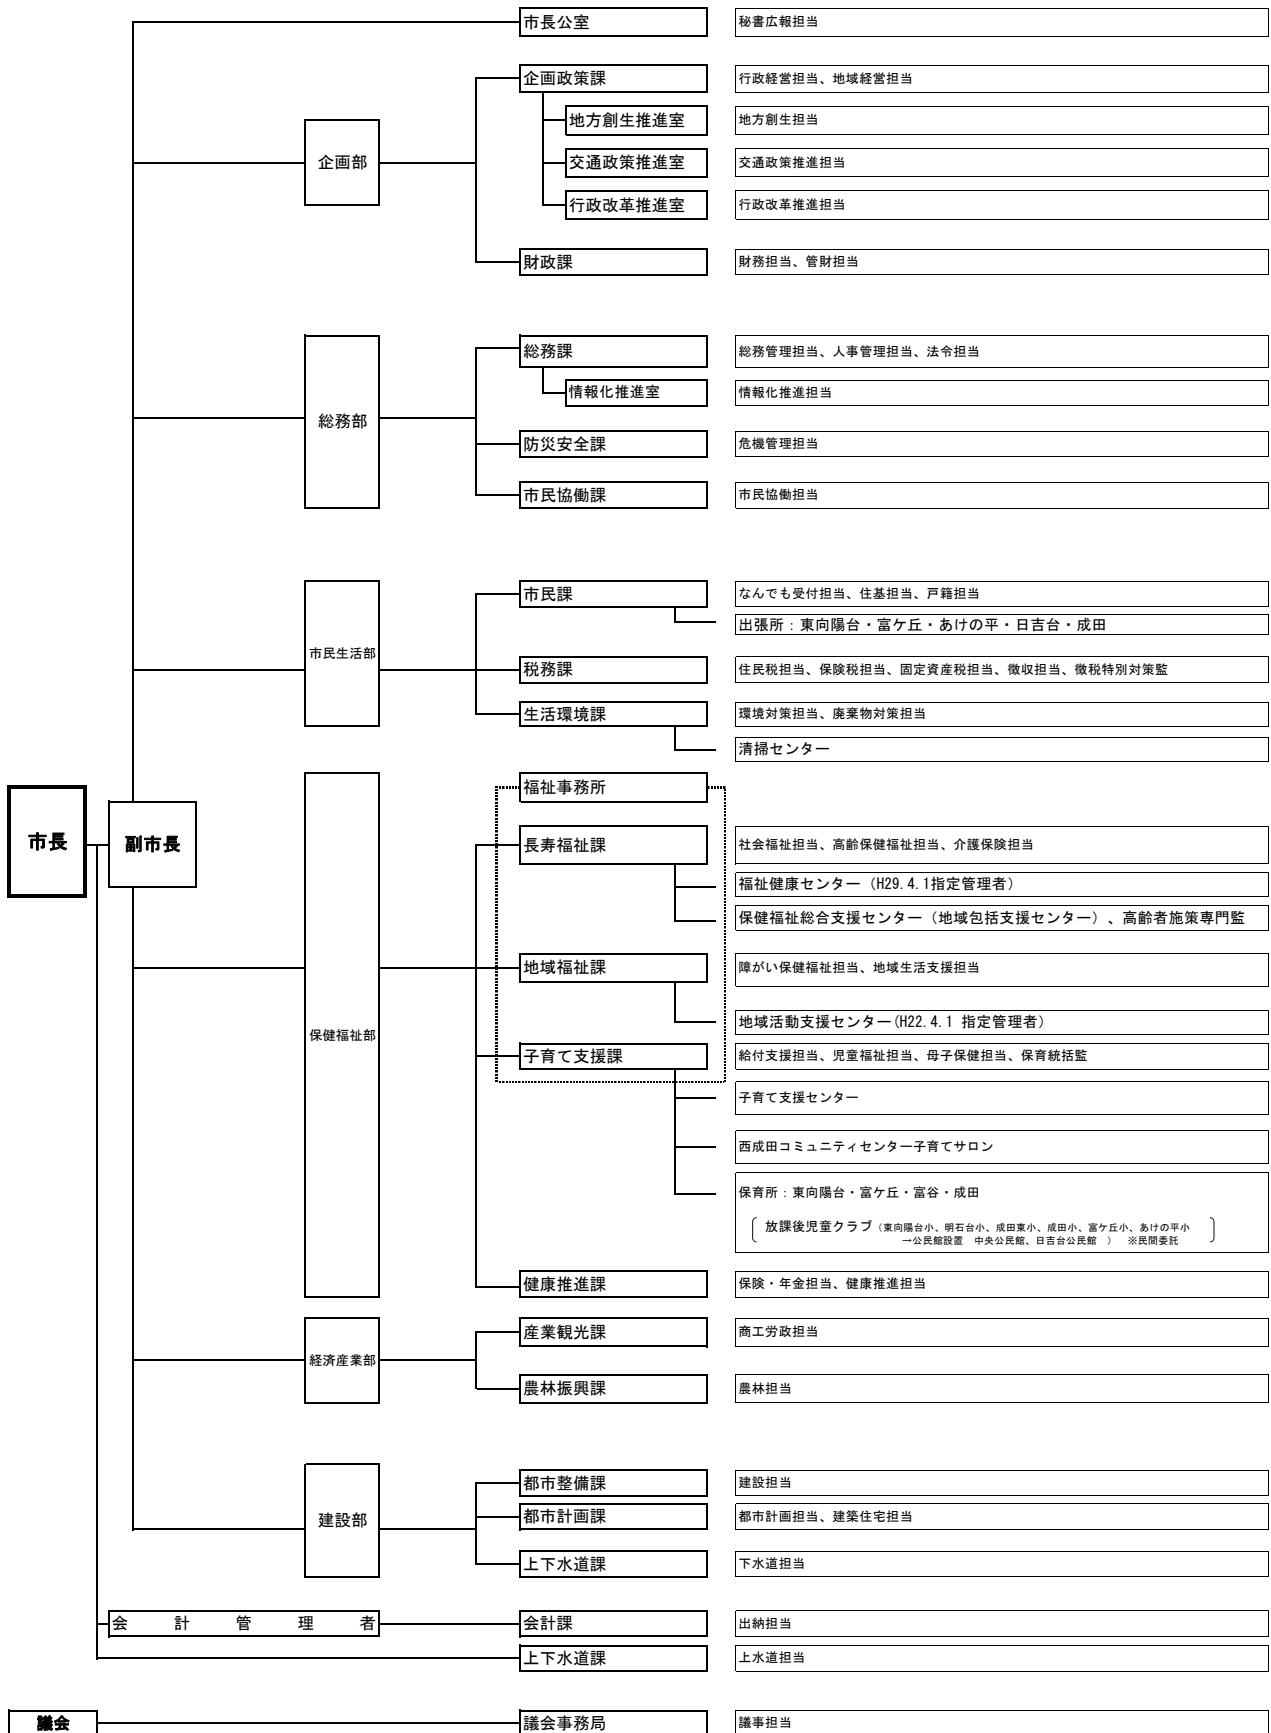 市長公室
秘書広報担当
企画政策課
行政経営担当、地域経営担当
地方創生推進室
地方創生担当
企画部
交通政策推進室
交通政策推進担当
行政改革推進室
行政改革推進担当
財政課
財務担当、管財担当
総務課
総務管理担当、人事管理担当、法令担当
情報化推進室
情報化推進担当
総務部
防災安全課
危機管理担当
市民協働課
市民協働担当
市民課
なんでも受付担当、住基担当、戸籍担当
出張所：東向陽台・富ケ丘・あけの平・日吉台・成田
市民生活部
税務課
住民税担当、保険税担当、固定資産税担当、徴収担当、徴税特別対策監
生活環境課
環境対策担当、廃棄物対策担当
清掃センター
福祉事務所
市長
副市長
長寿福祉課
社会福祉担当、高齢保健福祉担当、介護保険担当
福祉健康センター（H29.4.1指定管理者）
保健福祉総合支援センター（地域包括支援センター）、高齢者施策専門監
地域福祉課
障がい保健福祉担当、地域生活支援担当
地域活動支援センター(H22.4.1 指定管理者）
保健福祉部
子育て支援課
給付支援担当、児童福祉担当、母子保健担当、保育統括監
子育て支援センター
西成田コミュニティセンター子育てサロン
保育所：東向陽台・富ケ丘・富谷・成田
放課後児童クラブ（東向陽台小、明石台小、成田東小、成田小、富ケ丘小、あけの平小
→公民館設置　中央公民館、日吉台公民館　）　※民間委託
健康推進課
保険・年金担当、健康推進担当
産業観光課
商工労政担当
経済産業部
農林振興課
農林担当
都市整備課
建設担当
建設部
都市計画課
都市計画担当、建築住宅担当
上下水道課
下水道担当
会計管理者
会計課
出納担当
上下水道課
上水道担当
議会
議会事務局
議事担当